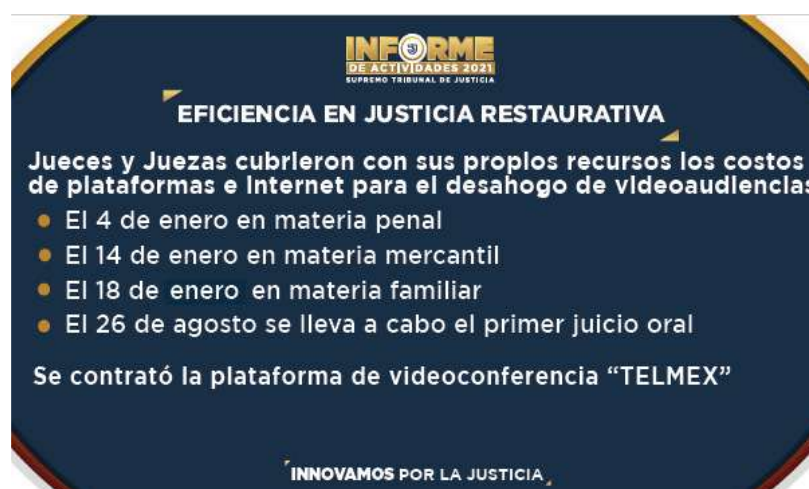 INFORME
DE ACTIVIDADES 2021
SUPREMO TRIBUNAL DE JUSTICIA
EFICIENCIA EN JUSTICIA RESTAURATIVA
Jueces y Juezas cubrieron con sus propios recursos los costos
de plataformas e Internet para el desahogo de videoaudiencias
• El 4 de enero en materia penal
• El 14 de enero en materia mercantil
• El 18 de enero en materia familiar
• El 26 de agosto se lleva a cabo el primer juicio oral
Se contrató la plataforma de videoconferencia “TELMEX”
INNOVAMOS POR LA JUSTICIA